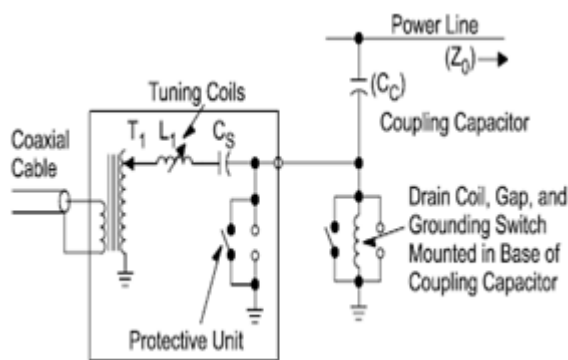 Power Line
(Z0)
(CC)
Coupling Capacitor
Tuning Coils
T1 L1 CS
Coaxial
Cable
Drain Coil, Gap, and
Grounding Switch
Mounted in Base of
Coupling Capacitor
Protective Unit